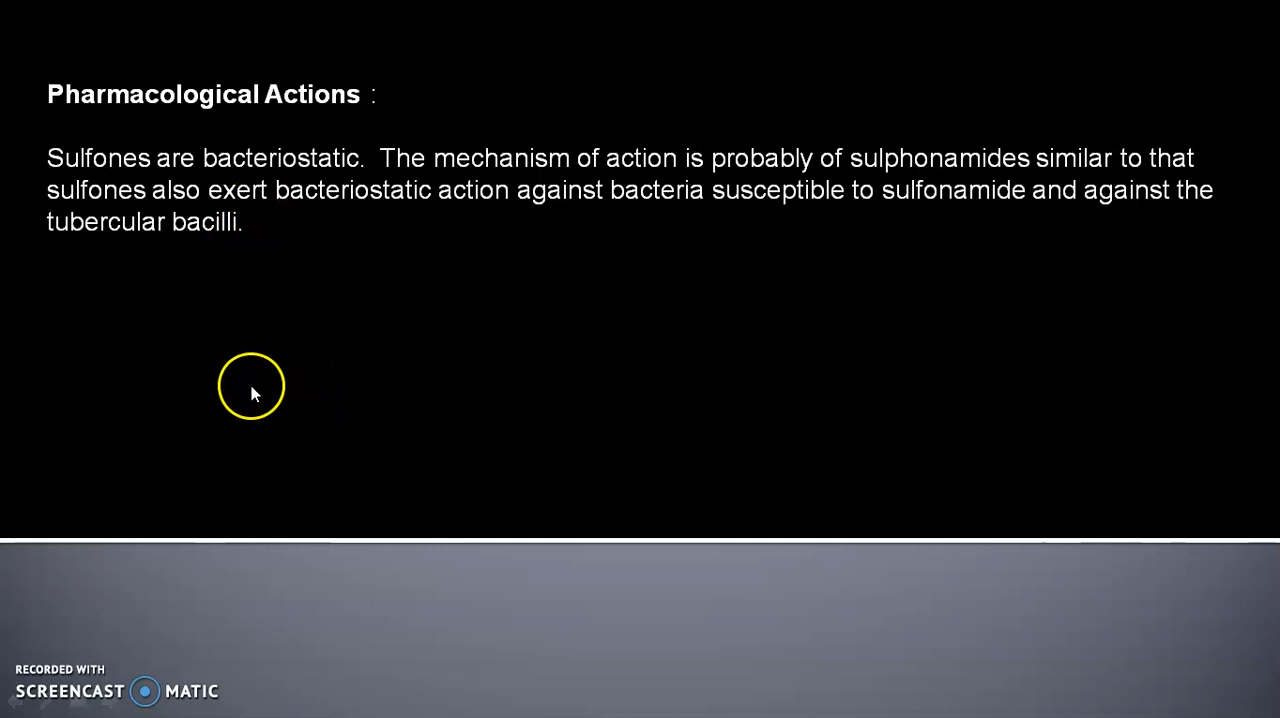 Pharmacological Actions :
Sulfones are bacteriostatic. The mechanism of action is probably of sulphonamides similar to that
sulfones also exert bacteriostatic action against bacteria susceptible to sulfonamide and against the
tubercular bacilli.
RECORDED WITH
SCREENCAST MATIC